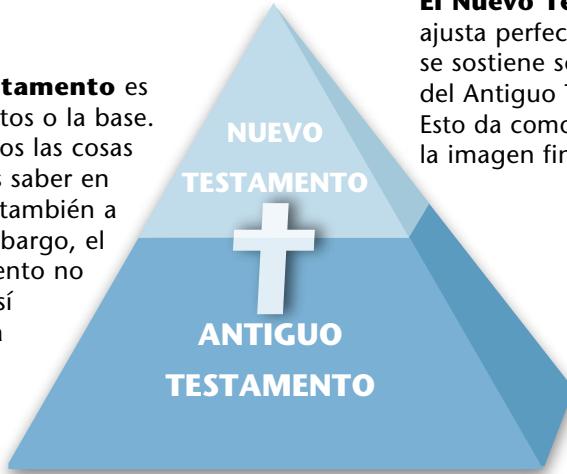 tamento es
tos o la base.
os las cosas
s saber en
también a
bargo, el
ento no
sí
NUEVO
TESTAMENTO
ANTIGUO
TESTAMENTO
El Nuevo Te
ajusta perfec
se sostiene s
del Antiguo
Esto da como
la imagen fin